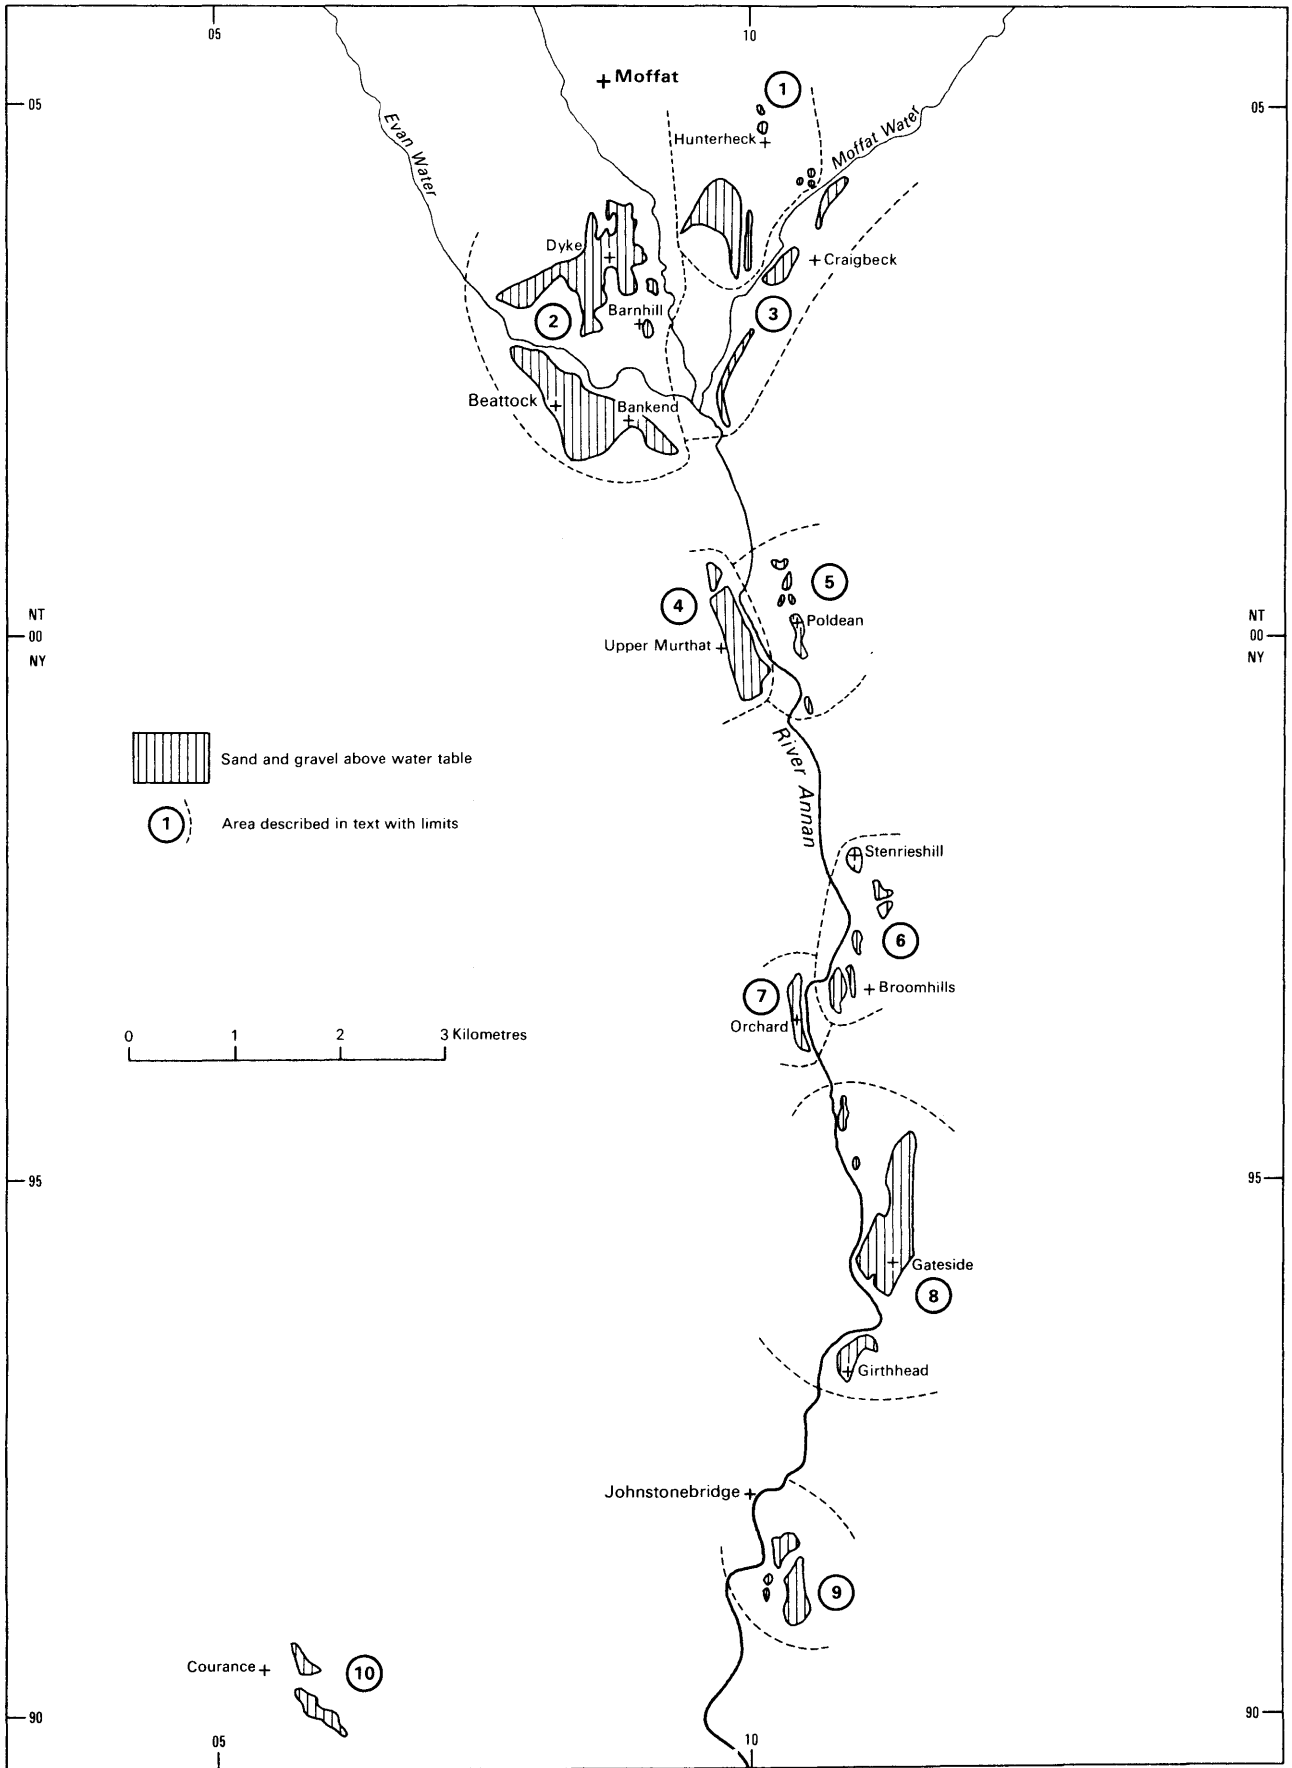 05
10
Moffat
1
05
05
Hunterheck
Evan Water
Moffat Water
Dyke
Craigbeck
Barnhill
2
3
Beattock
Bankend
5
4
NT
00
NY
NT
00
NY
Poldean
Upper Murthat
River Annan
Sand and gravel above water table
1
Area described in text with limits
Stenrieshill
6
7
Broomhills
Orchard
0
1
2
3 Kilometres
95
95
Gateside
8
Girthhead
Johnstonebridge
9
Courance
10
90
90
05
10